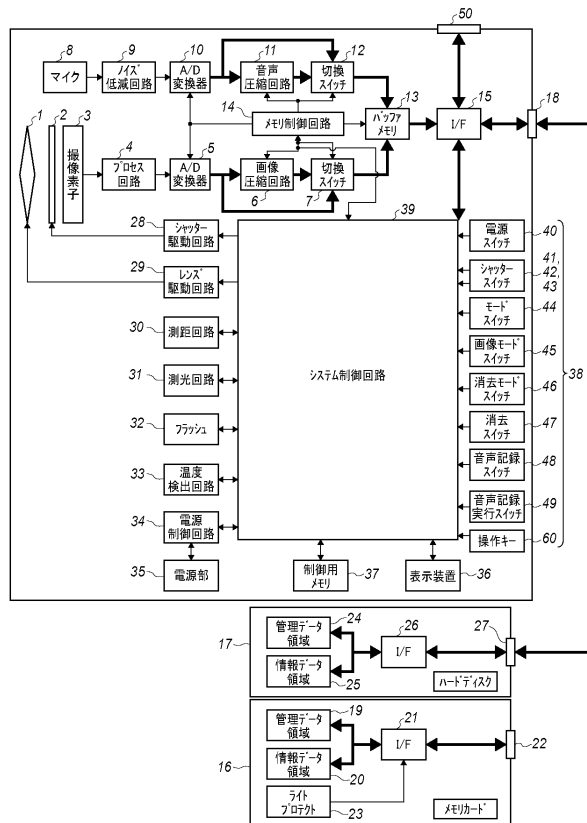 50
8
9
10
11
12
マイク
ノイズ
低減回路
A/D
変換器
音声
圧縮回路
切換
スイッチ
13
15
18
14
メモリ制御回路
バッファ
メモリ
I/F
1
2
3
4
5
撮像素子
プロセス
回路
A/D
変換器
画像
圧縮回路
切換
スイッチ
6
7
39
28
シャッター
駆動回路
29
レンズ
駆動回路
30
測距回路
31
測光回路
32
フラッシュ
33
温度
検出回路
34
電源
制御回路
35
電源部
システム制御回路
制御用
メモリ
37
表示装置
36
電源
スイッチ
40
シャッター
スイッチ
41,
42,
43
モード
スイッチ
44
画像モード
スイッチ
45
消去モード
スイッチ
46
消去
スイッチ
47
音声記録
スイッチ
48
音声記録
実行スイッチ
49
操作キー
60
38
17
24
管理データ
領域
情報データ
領域
25
26
I/F
27
ハードディスク
16
19
管理データ
領域
情報データ
領域
20
21
I/F
22
ライト
プロテクト
23
メモリカード